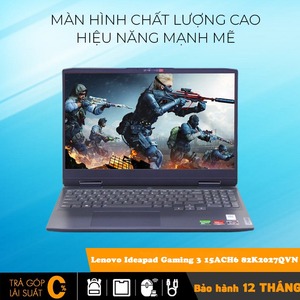 MÀN HÌNH CHẤT LƯỢNG CAO
HIỆU NĂNG MẠNH MẼ
Lenovo Ideapad Gaming 3 15ACH6 82K2027QVN
TRẢ GÓP
LÃI SUẤT
Bảo hành 12 THÁNG